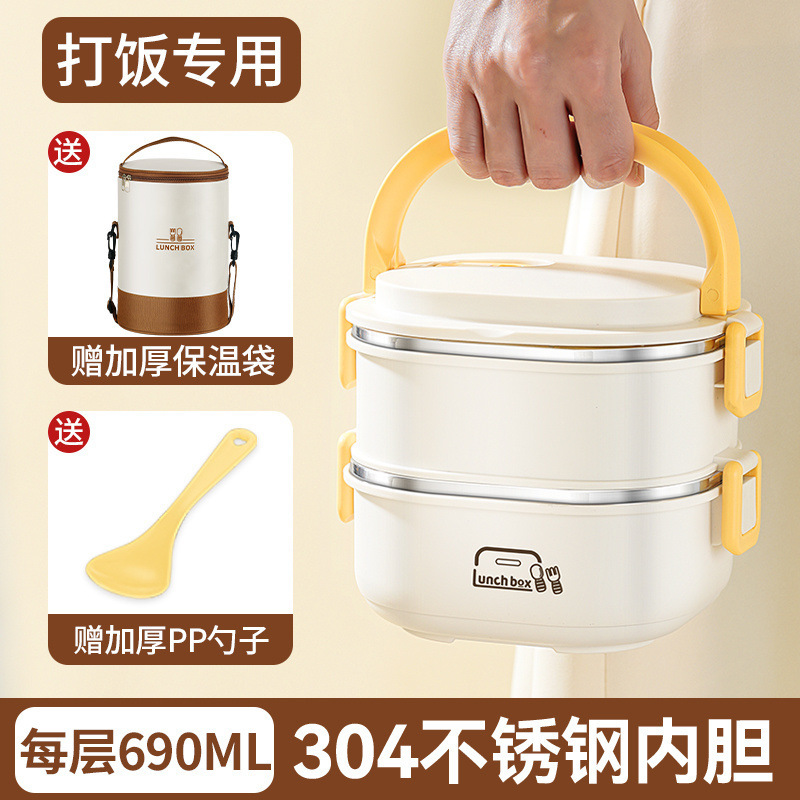 打饭专用
送
LUNCH BOX
赠加厚保温袋
送
赠加厚PP勺子
Lunch box
每层690ML
304不锈钢内胆